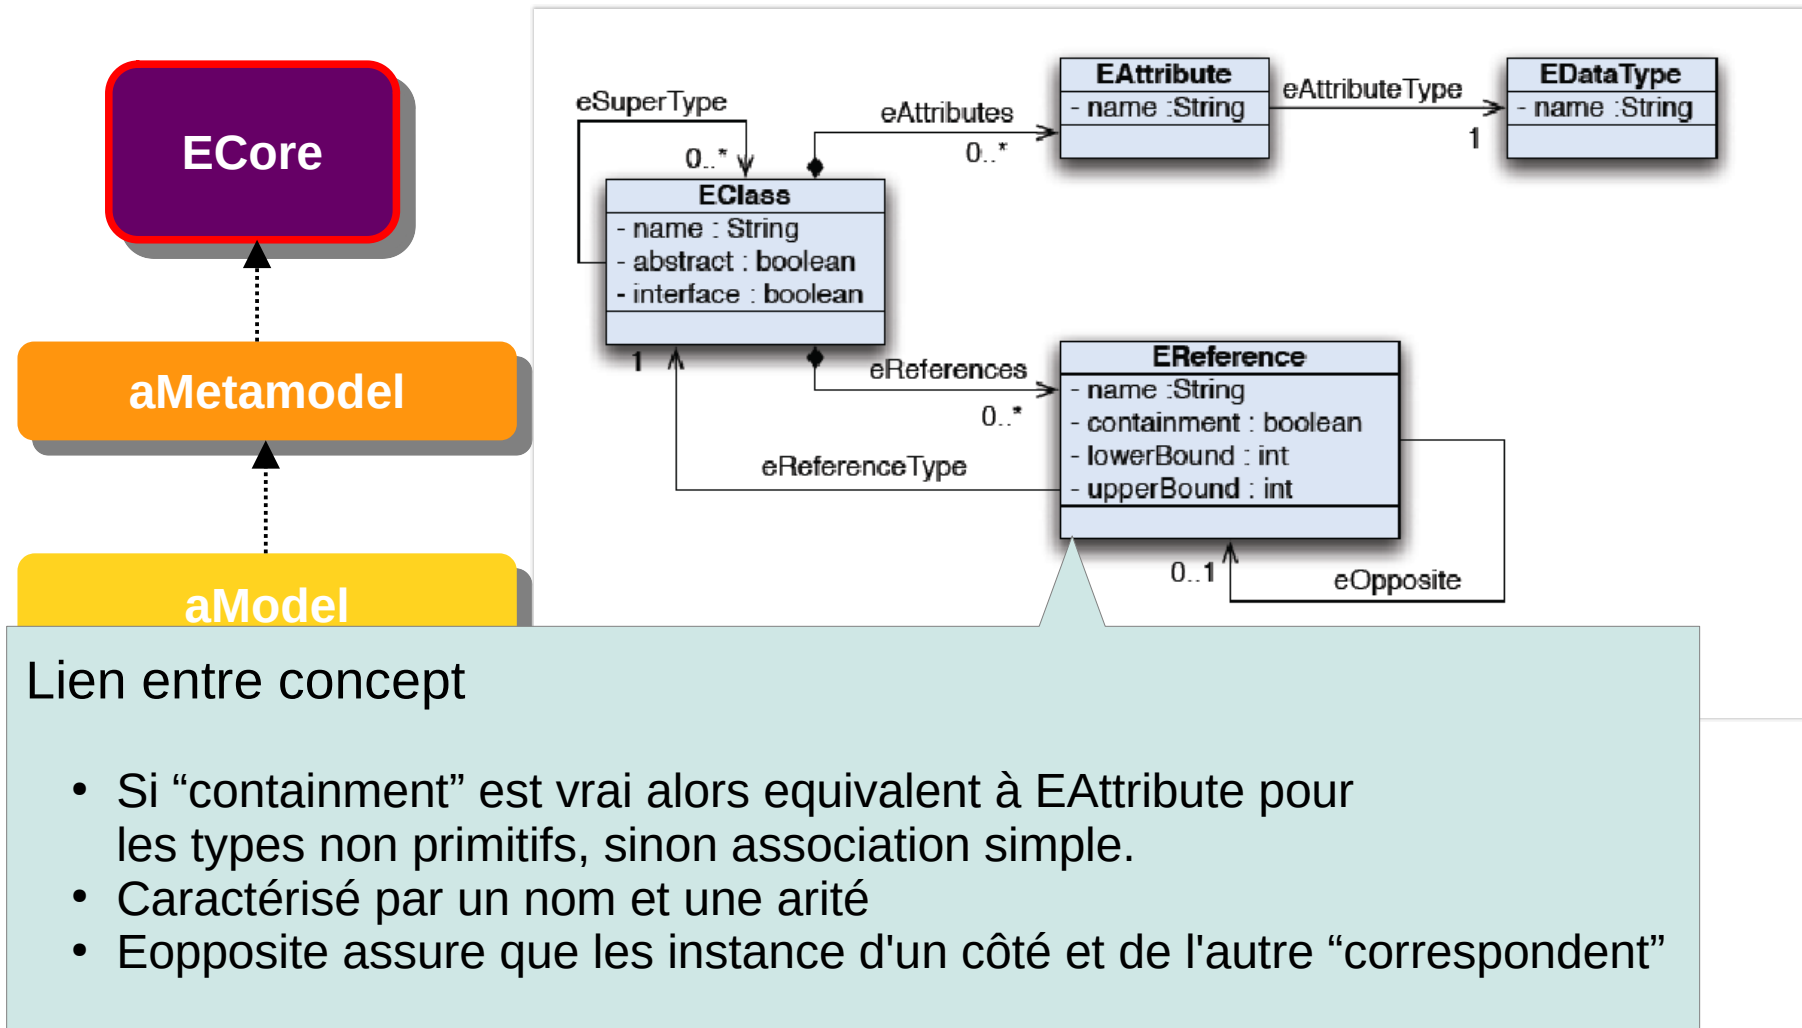 ECore
aMetamodel
aModel
eSuperType
0..*
EClass
- name : String
- abstract : boolean
- interface : boolean
1
eAttributes
0..*
EAttribute
- name :String
eAttributeType
1
EDataType
- name :String
eReferences
0..*
EReference
- name :String
- containment : boolean
- lowerBound : int
- upperBound : int
eReferenceType
0..1
eOpposite
Lien entre concept
• Si “containment” est vrai alors equivalent à EAttribute pour
les types non primitifs, sinon association simple.
• Caractérisé par un nom et une arité
• Eopposite assure que les instance d'un côté et de l'autre “correspondent”